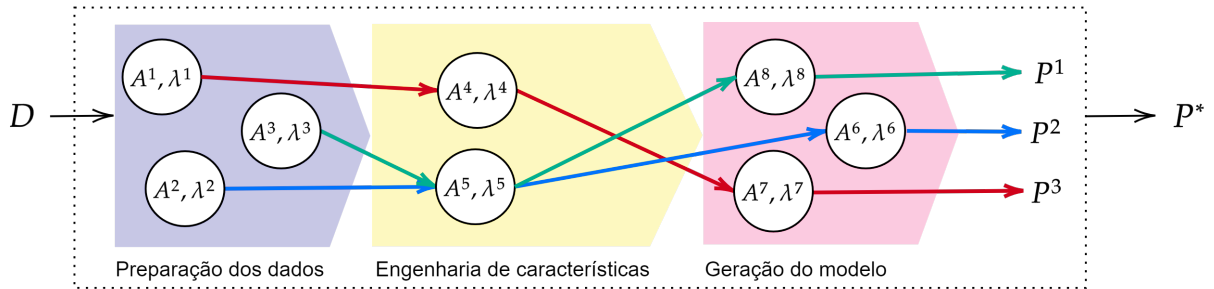 D
A¹, λ¹
A³, λ³
A², λ²
A⁴, λ⁴
A⁵, λ⁵
A⁸, λ⁸
A⁶, λ⁶
A⁷, λ⁷
P¹
P²
P³
P*
Preparação dos dados
Engenharia de características
Geração do modelo